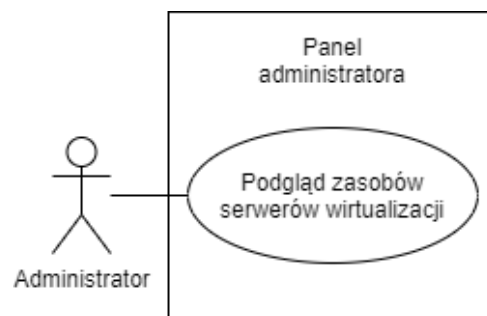 Panel
administratora
Podgląd zasobów
serwerów wirtualizacji
Administrator